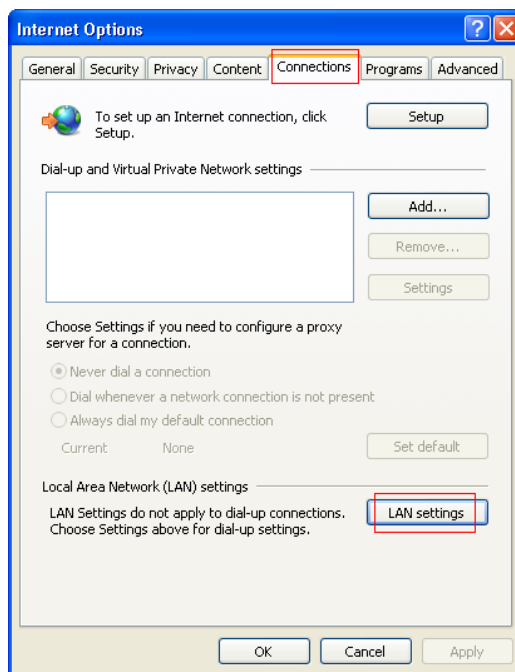 Internet Options
General Security Privacy Content Connections Programs Advanced
To set up an Internet connection, click
Setup.
Setup
Dial-up and Virtual Private Network settings
Add...
Remove...
Settings
Choose Settings if you need to configure a proxy
server for a connection.
Never dial a connection
Dial whenever a network connection is not present
Always dial my default connection
Current None
Set default
Local Area Network (LAN) settings
LAN Settings do not apply to dial-up connections.
Choose Settings above for dial-up settings.
LAN settings
OK Cancel Apply